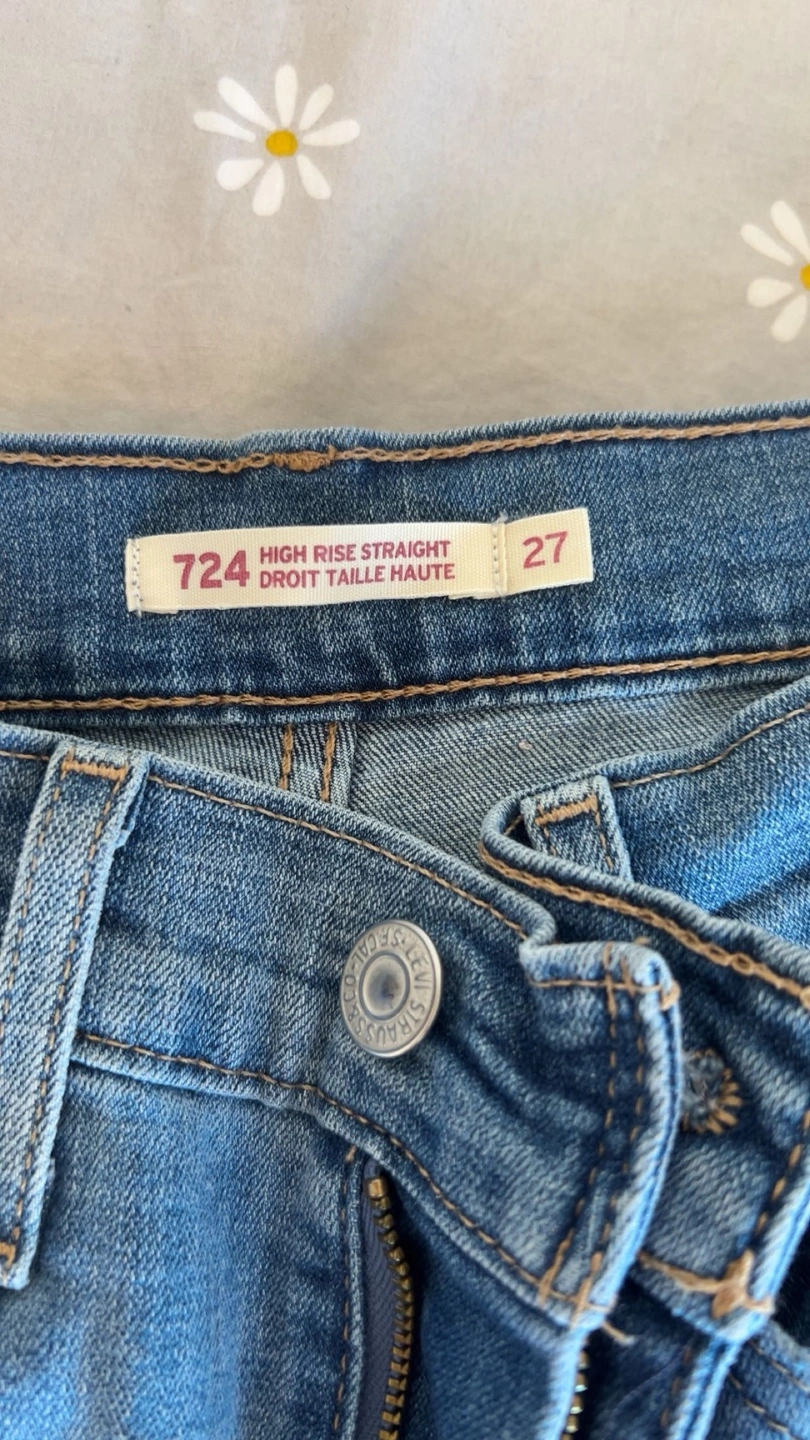 724 HIGH RISE STRAIGHT
DROIT TAILLE HAUTE
27
LEVI STRAUSS & CO.